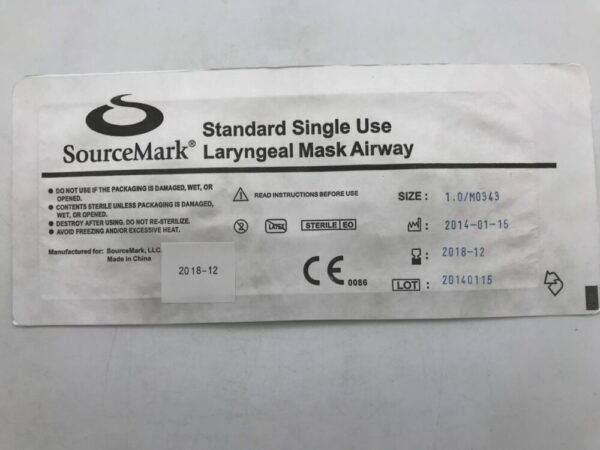 SourceMark®
Standard Single Use
Laryngeal Mask Airway
● DO NOT USE IF THE PACKAGING IS DAMAGED, WET, OR
OPENED.
● CONTENTS STERILE UNLESS PACKAGING IS DAMAGED,
WET, OR OPENED.
● DESTROY AFTER USING. DO NOT RE-STERILIZE.
● AVOID FREEZING AND/OR EXCESSIVE HEAT.
Manufactured for: SourceMark, LLC.
Made in China
2018-12
READ INSTRUCTIONS BEFORE USE
2 LATEX STERILE EO
CE 0086
SIZE : 1.0/M0343
: 2014-01-15
: 2018-12
LOT : 20140115